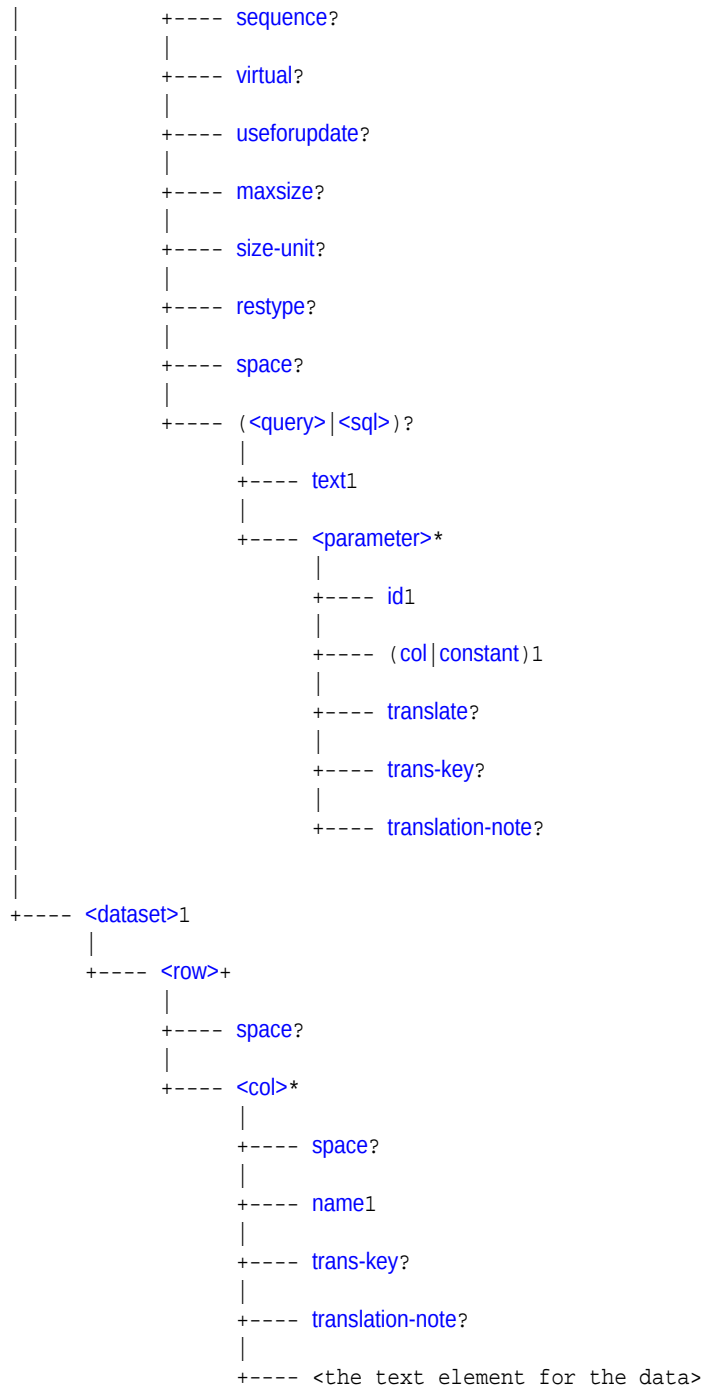 |             +---- sequence?
|             |
|             +---- virtual?
|             |
|             +---- useforupdate?
|             |
|             +---- maxsize?
|             |
|             +---- size-unit?
|             |
|             +---- restype?
|             |
|             +---- space?
|             |
|             +---- (<query>|<sql>)?
|                    |
|                    +---- text1
|                    |
|                    +---- <parameter>*
|                           |
|                           +---- id1
|                           |
|                           +---- (col|constant)1
|                           |
|                           +---- translate?
|                           |
|                           +---- trans-key?
|                           |
|                           +---- translation-note?
|
|
+---- <dataset>1
       |
       +---- <row>+
              |
              +---- space?
              |
              +---- <col>*
                     |
                     +---- space?
                     |
                     +---- name1
                     |
                     +---- trans-key?
                     |
                     +---- translation-note?
                     |
                     +---- <the text element for the data>